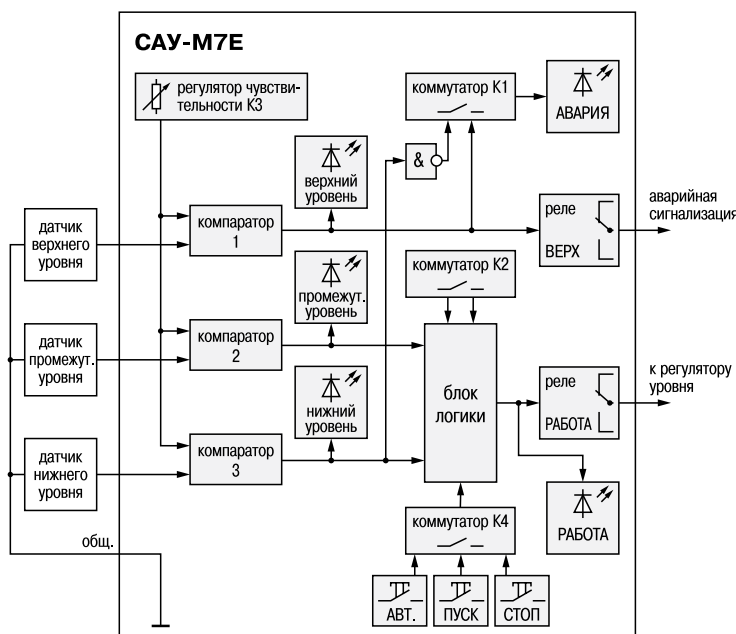 САУ-М7Е
регулятор чувстви-
тельности К3
коммутатор К1
АВАРИЯ
&
верхний
уровень
датчик
верхнего
уровня
компаратор
1
реле
ВЕРХ
аварийная
сигнализация
коммутатор К2
промежут.
уровень
датчик
промежут.
уровня
компаратор
2
блок
логики
реле
РАБОТА
к регулятору
уровня
нижний
уровень
датчик
нижнего
уровня
компаратор
3
коммутатор К4
РАБОТА
общ.
АВТ.
ПУСК
СТОП